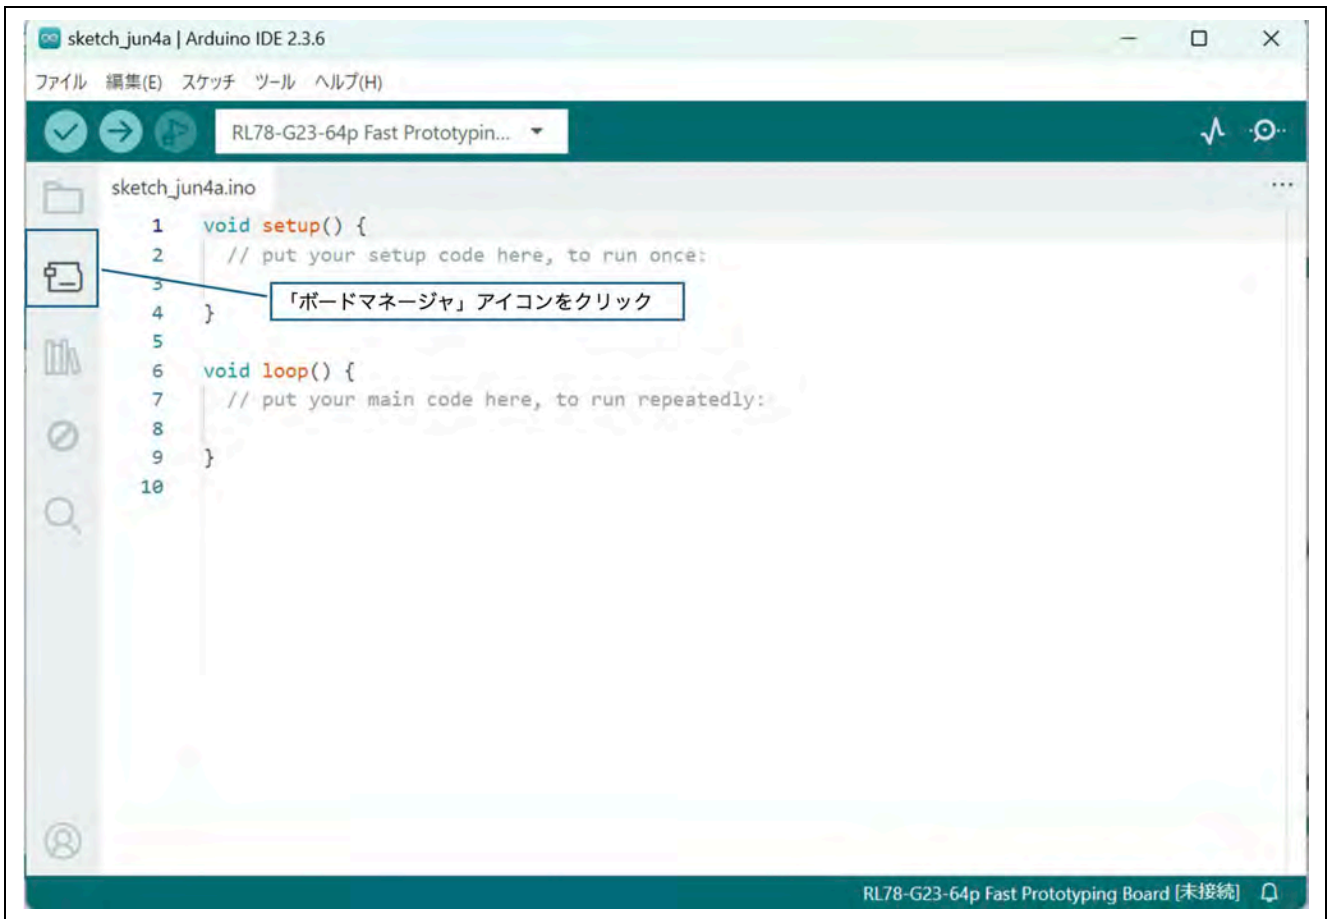 sketch_jun4a | Arduino IDE 2.3.6
ファイル 編集(E) スケッチ ツール ヘルプ(H)
RL78-G23-64p Fast Prototypin...
sketch_jun4a.ino
1 void setup() {
2 // put your setup code here, to run once:
3
「ボードマネージャ」アイコンをクリック
4 }
5
6 void loop() {
7 // put your main code here, to run repeatedly:
8
9 }
10
RL78-G23-64p Fast Prototyping Board [未接続]